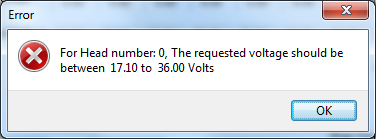 Error
For Head number: 0, The requested voltage should be
between 17.10 to 36.00 Volts
OK